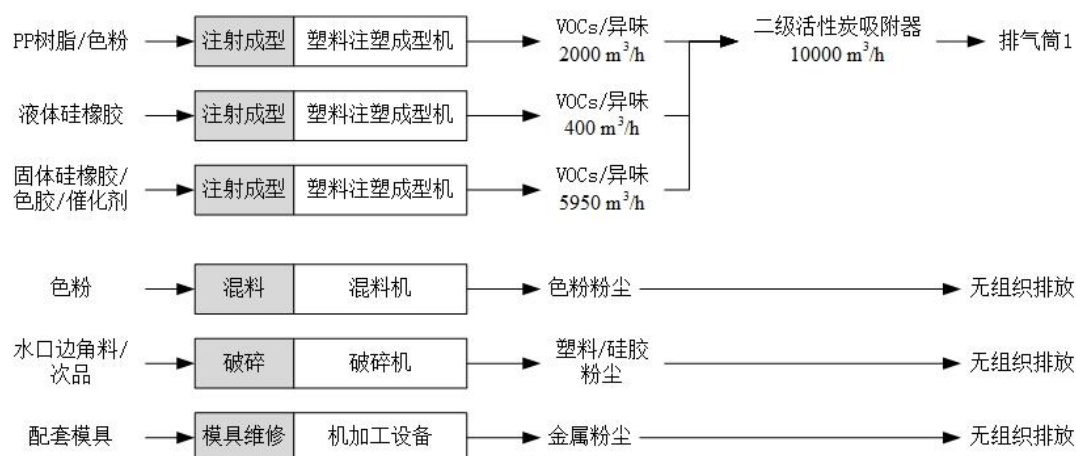 PP树脂/色粉 注射成型 塑料注塑成型机 VOCs/异味 2000 m³/h 二级活性炭吸附器 10000 m³/h 排气筒1
液体硅橡胶 注射成型 塑料注塑成型机 VOCs/异味 400 m³/h
固体硅橡胶/色胶/催化剂 注射成型 塑料注塑成型机 VOCs/异味 5950 m³/h
色粉 混料 混料机 色粉粉尘 无组织排放
水口边角料/次品 破碎 破碎机 塑料/硅胶粉尘 无组织排放
配套模具 模具维修 机加工设备 金属粉尘 无组织排放